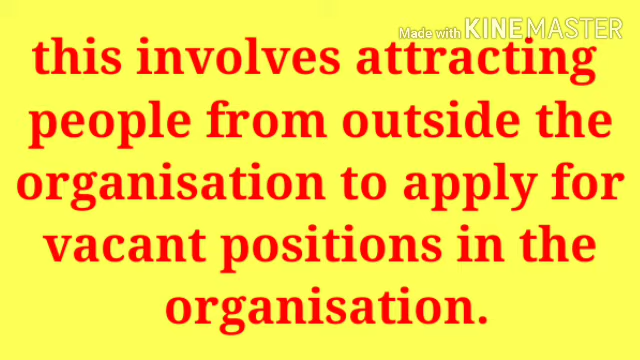 Made with KINEMASTER
this involves attracting
people from outside the
organisation to apply for
vacant positions in the
organisation.